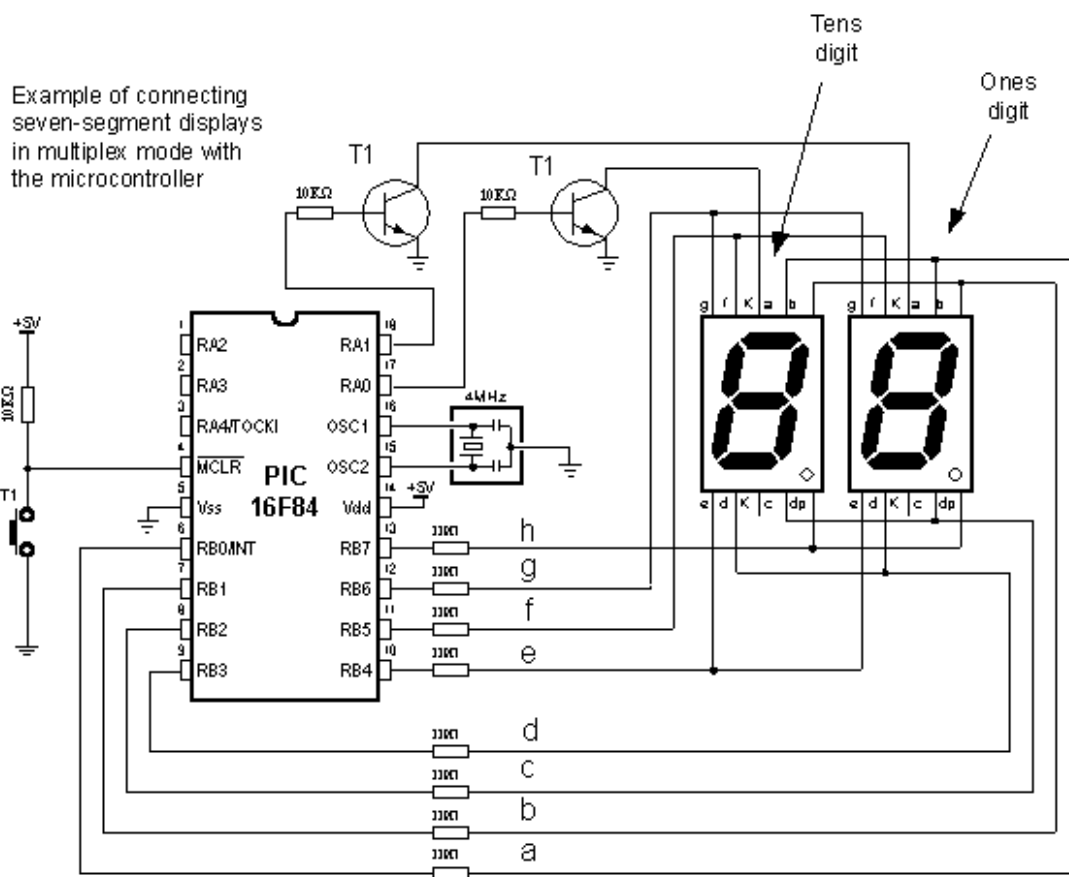 Tens
digit
Ones
digit
Example of connecting
seven-segment displays
in multiplex mode with
the microcontroller
T1
T1
10KΩ
10KΩ
g f K a b
g f K a b
+5V
10KΩ
T1
1 RA2
2 RA3
3 RA4/TOCKI
4 MCLR
5 Vss
6 RB0/INT
7 RB1
8 RB2
9 RB3
PIC
16F84
18 RA1
17 RA0
16 OSC1
15 OSC2
14 Vdd
13 RB7
12 RB6
11 RB5
10 RB4
4MHz
+5V
e d K c dp
e d K c dp
h
g
f
e
d
c
b
a